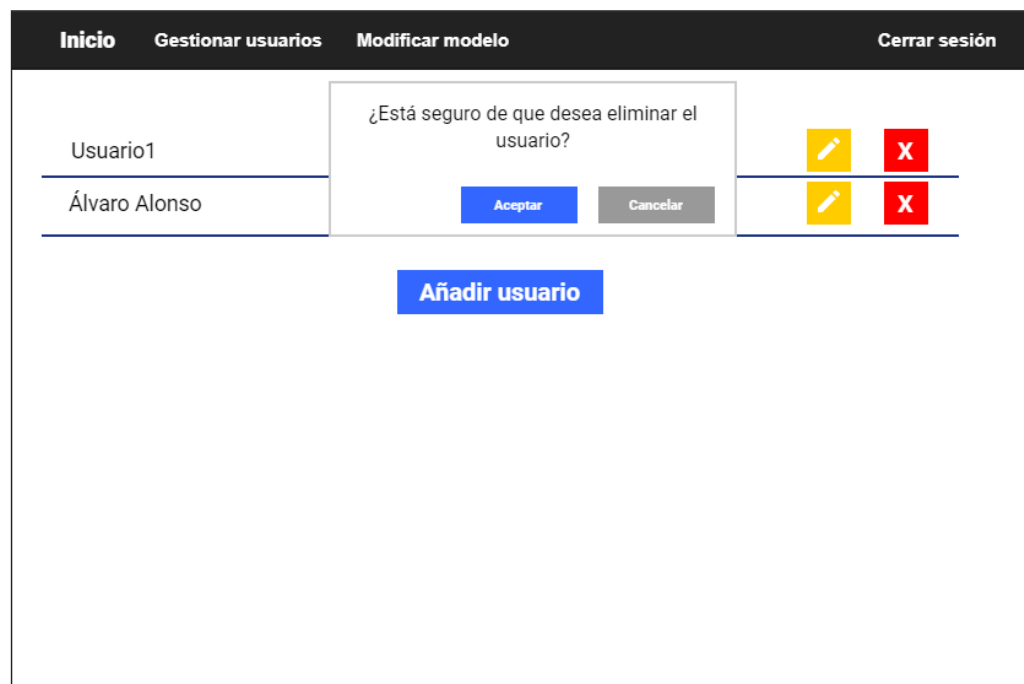 Inicio Gestionar usuarios Modificar modelo Cerrar sesión
¿Está seguro de que desea eliminar el
usuario?
Usuario1 X
Álvaro Alonso X
Aceptar Cancelar
Añadir usuario